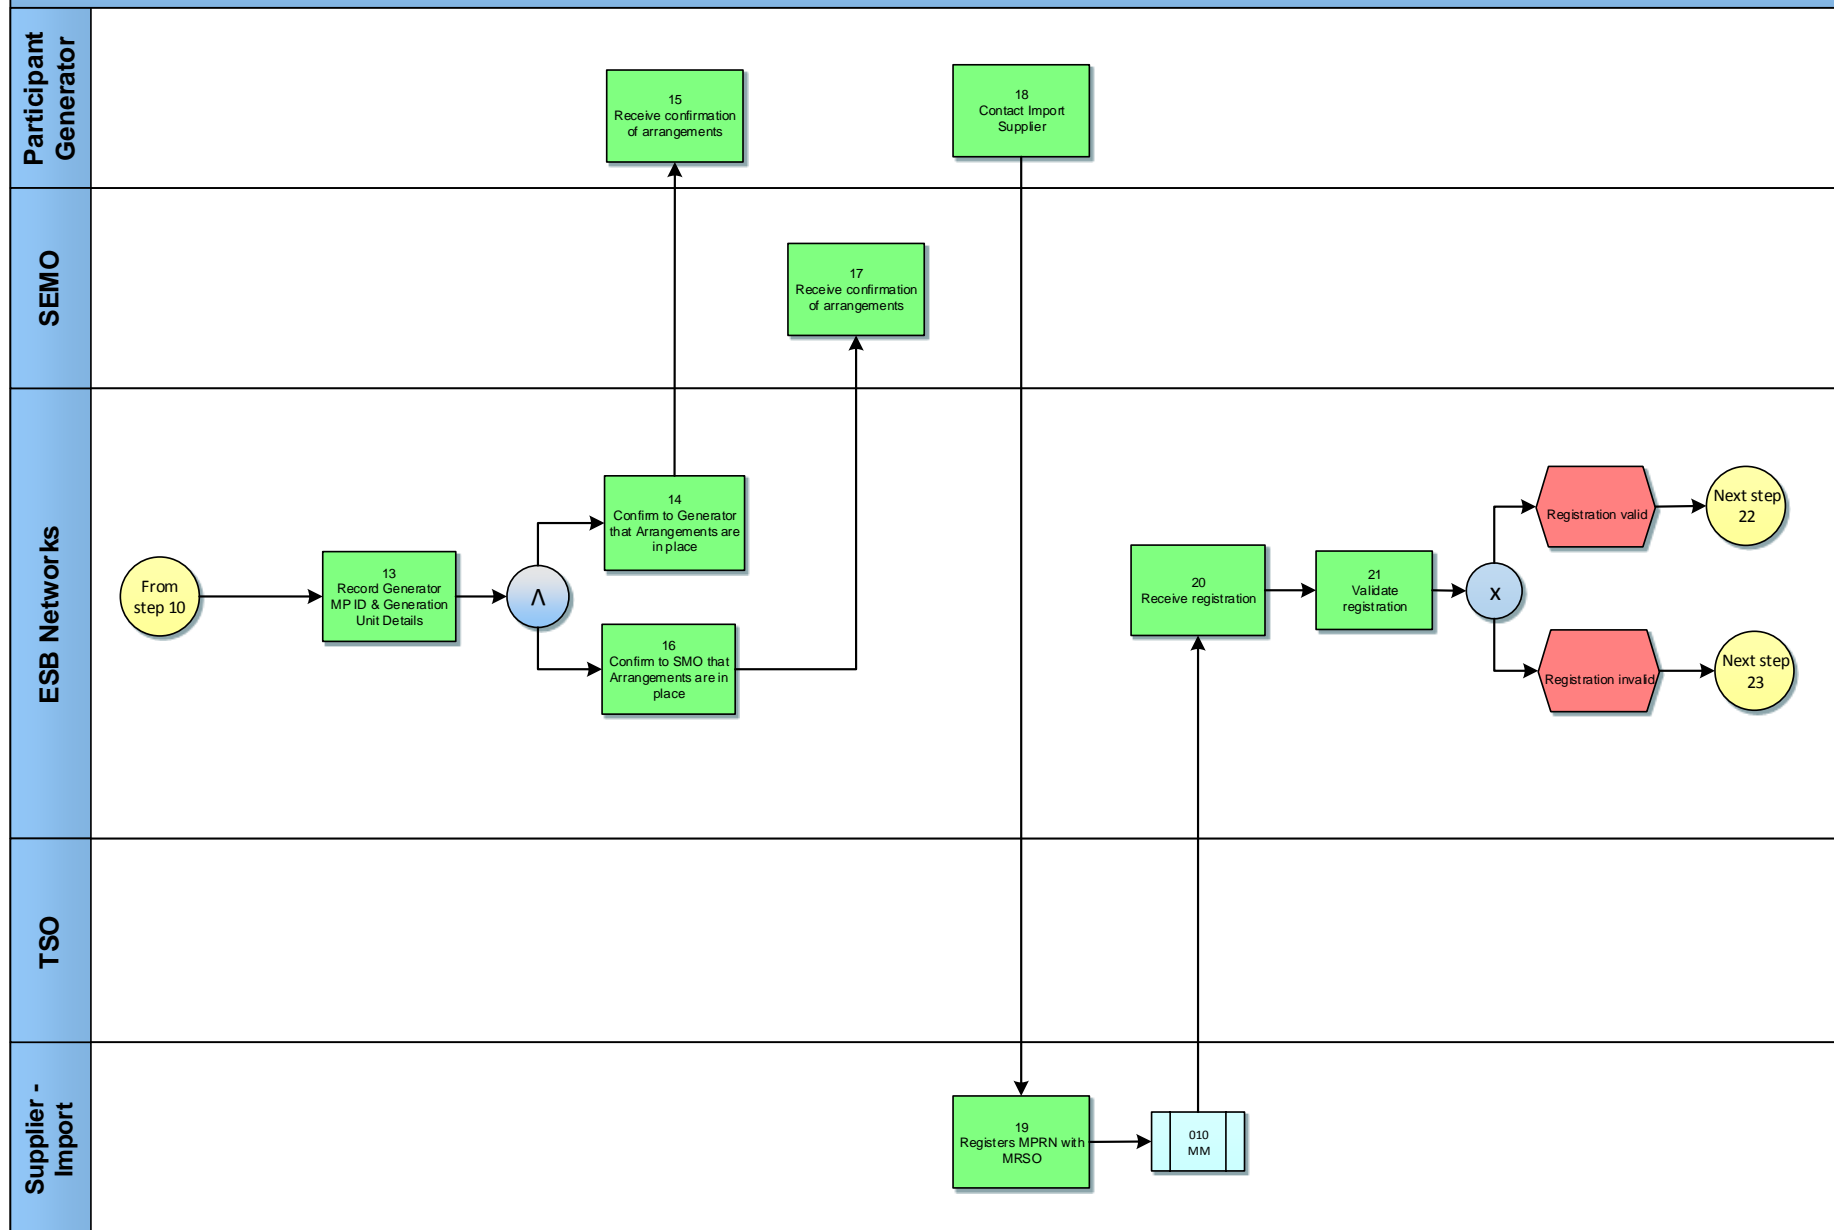 Participant
Generator
15
Receive confirmation
of arrangements
18
Contact Import
Supplier
SEMO
17
Receive confirmation
of arrangements
ESB Networks
From
step 10
13
Record Generator
MP ID & Generation
Unit Details
Λ
14
Confirm to Generator
that Arrangements are
in place
16
Confirm to SMO that
Arrangements are in
place
20
Receive registration
21
Validate
registration
X
Registration valid
Next step
22
Registration invalid
Next step
23
TSO
Supplier -
Import
19
Registers MPRN with
MRSO
010
MM